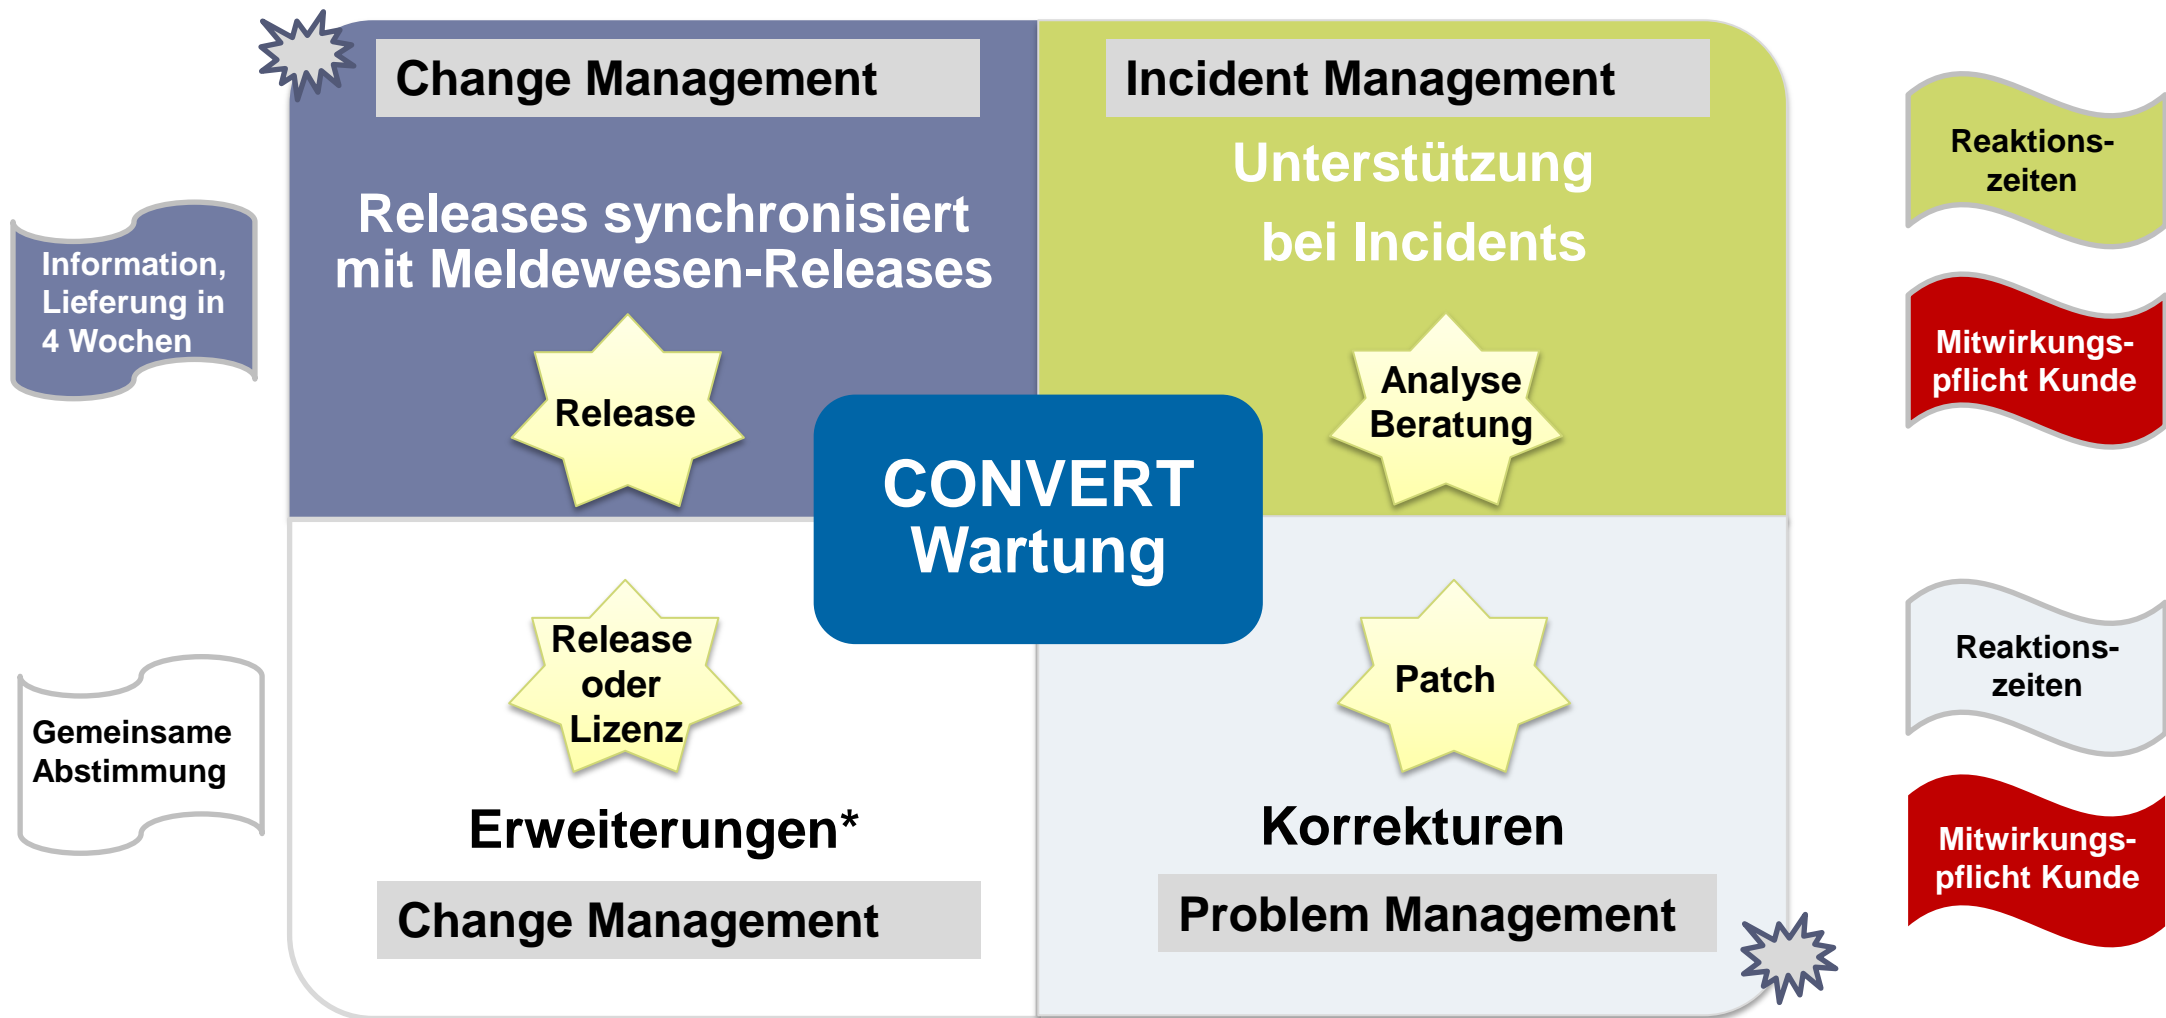 Change Management
Incident Management
Releases synchronisiert
mit Meldewesen-Releases
Unterstützung
bei Incidents
Information,
Lieferung in
4 Wochen
Release
Analyse
Beratung
Reaktions-
zeiten
Mitwirkungs-
pflicht Kunde
CONVERT
Wartung
Gemeinsame
Abstimmung
Release
oder
Lizenz
Erweiterungen*
Change Management
Patch
Korrekturen
Problem Management
Reaktions-
zeiten
Mitwirkungs-
pflicht Kunde